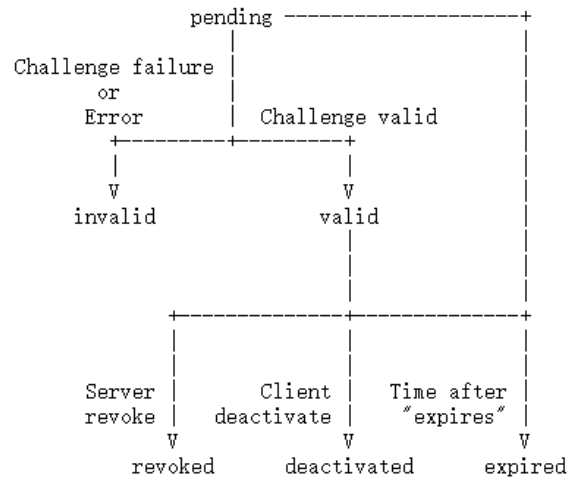 pending
Challenge failure
or
Error
Challenge valid
invalid
valid
Server
revoke
Client
deactivate
Time after
"expires"
revoked
deactivated
expired